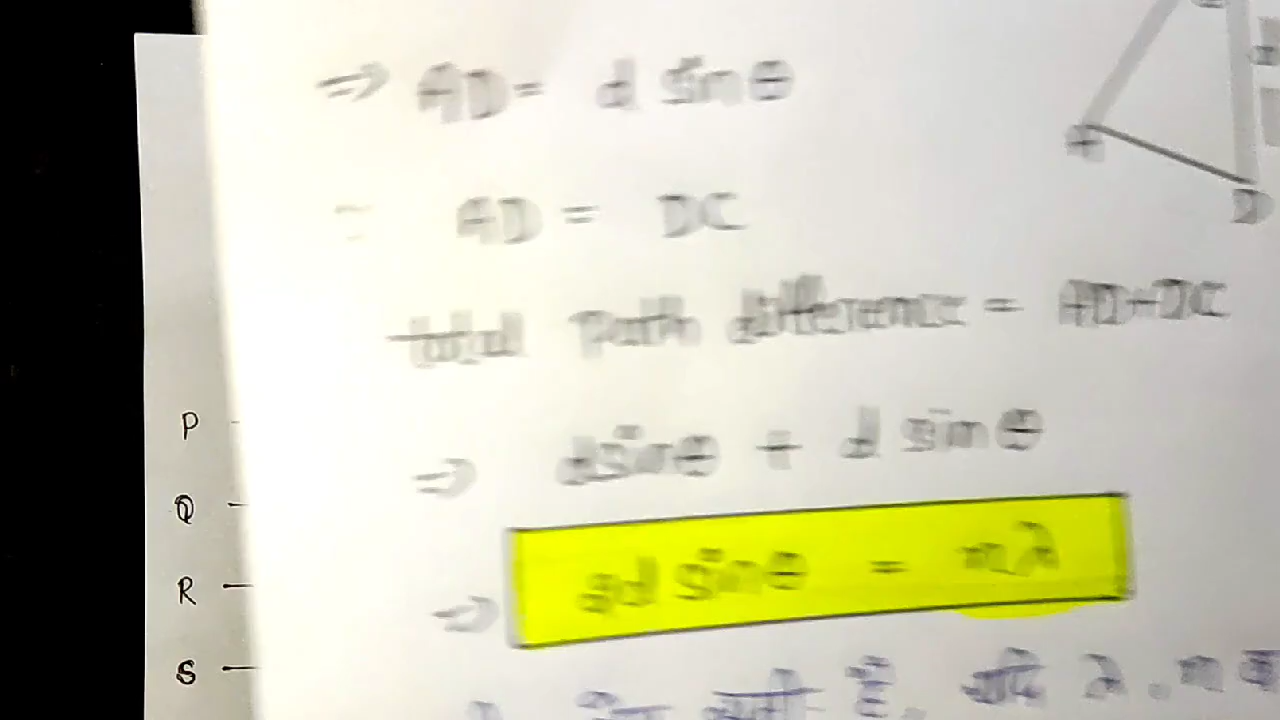 ⇒ AD = d sinθ
AD = DC
total Path difference = AD+DC
⇒ dsinθ + d sinθ
⇒ 2d sinθ = nλ
A
D
P
Q
R
S